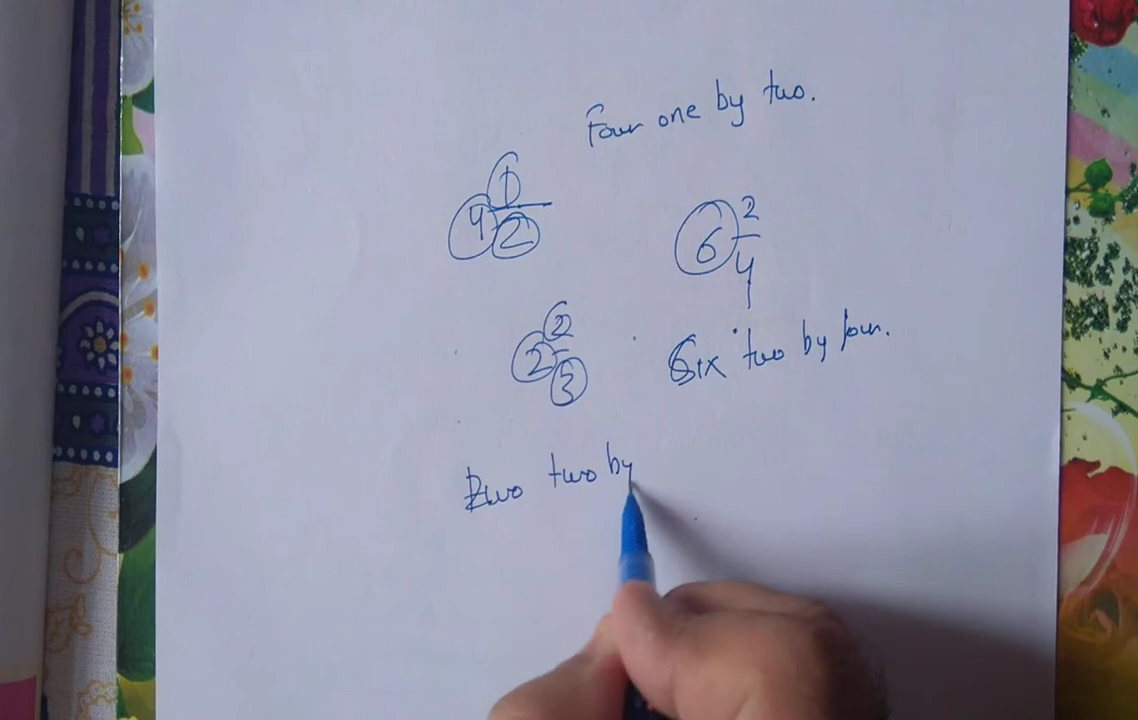 Four one by two.
4 1/2
6 2/4
2 2/3
Six two by four.
Two two by